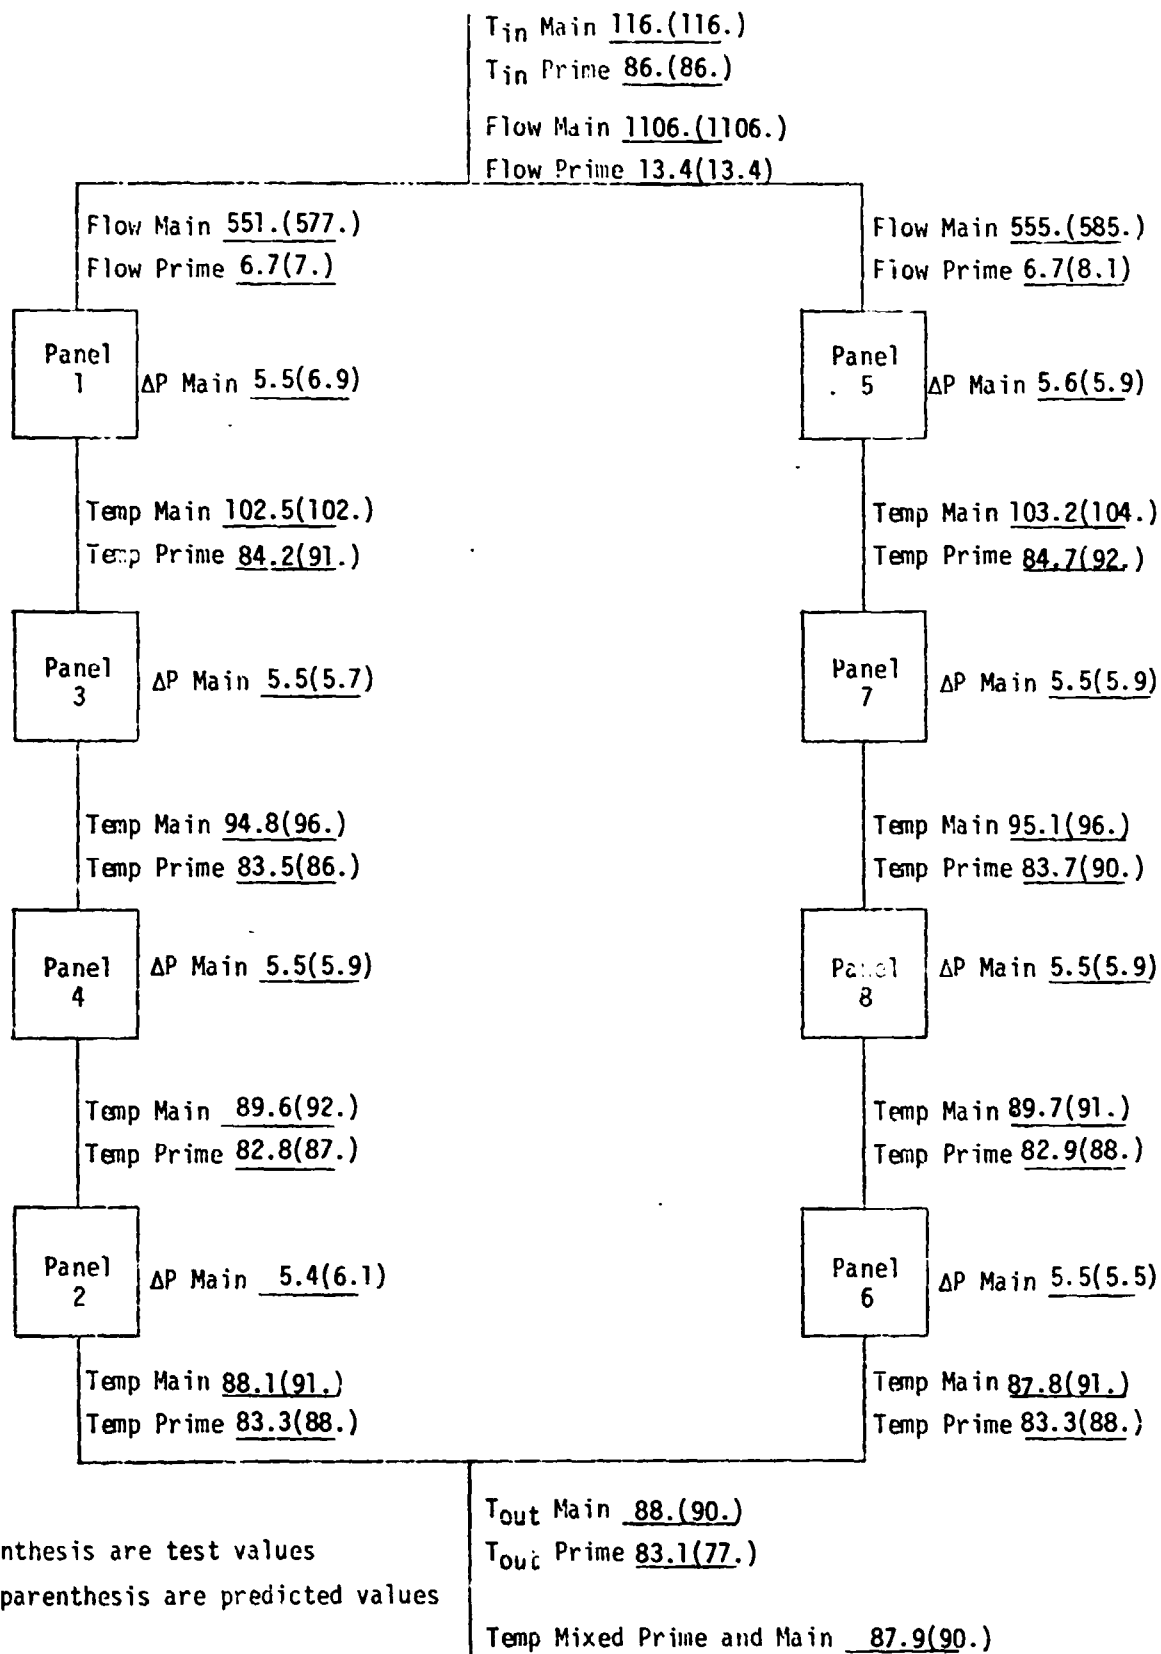 Tin Main 116.(116.)
Tin Prime 86.(86.)
Flow Main 1106.(1106.)
Flow Prime 13.4(13.4)
Flow Main 551.(577.)
Flow Prime 6.7(7.)
Flow Main 555.(585.)
Flow Prime 6.7(8.1)
Panel
1
ΔP Main 5.5(6.9)
Panel
5
ΔP Main 5.6(5.9)
Temp Main 102.5(102.)
Temp Prime 84.2(91.)
Temp Main 103.2(104.)
Temp Prime 84.7(92.)
Panel
3
ΔP Main 5.5(5.7)
Panel
7
ΔP Main 5.5(5.9)
Temp Main 94.8(96.)
Temp Prime 83.5(86.)
Temp Main 95.1(96.)
Temp Prime 83.7(90.)
Panel
4
ΔP Main 5.5(5.9)
Panel
8
ΔP Main 5.5(5.9)
Temp Main 89.6(92.)
Temp Prime 82.8(87.)
Temp Main 89.7(91.)
Temp Prime 82.9(88.)
Panel
2
ΔP Main 5.4(6.1)
Panel
6
ΔP Main 5.5(5.5)
Temp Main 88.1(91.)
Temp Prime 83.3(88.)
Temp Main 87.8(91.)
Temp Prime 83.3(88.)
Tout Main 88.(90.)
Tout Prime 83.1(77.)
nthesis are test values
parenthesis are predicted values
Temp Mixed Prime and Main 87.9(90.)